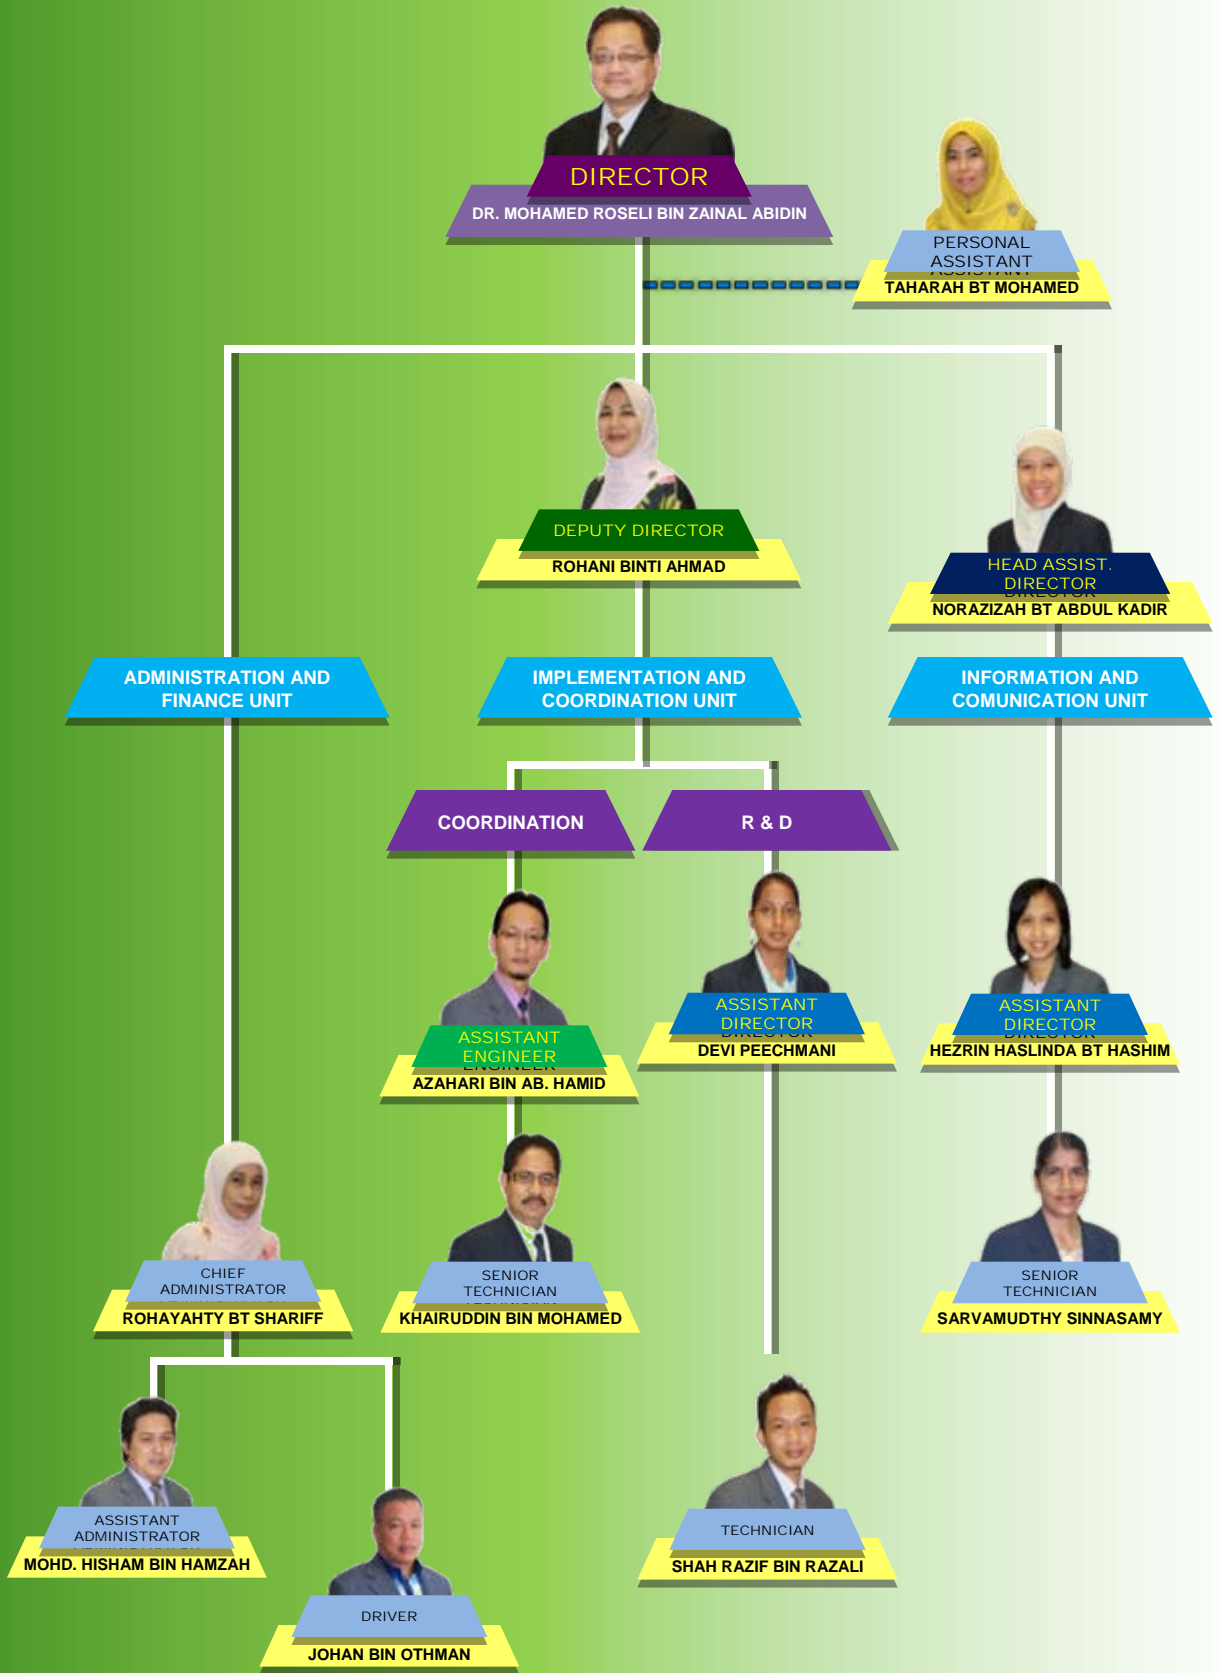 DIRECTOR
DR. MOHAMED ROSELI BIN ZAINAL ABIDIN
PERSONAL
ASSISTANT
TAHARAH BT MOHAMED
DEPUTY DIRECTOR
ROHANI BINTI AHMAD
HEAD ASSIST.
DIRECTOR
NORAZIZAH BT ABDUL KADIR
ADMINISTRATION AND
FINANCE UNIT
IMPLEMENTATION AND
COORDINATION UNIT
INFORMATION AND
COMUNICATION UNIT
COORDINATION
R & D
ASSISTANT
ENGINEER
AZAHARI BIN AB. HAMID
ASSISTANT
DIRECTOR
DEVI PEECHMANI
ASSISTANT
DIRECTOR
HEZRIN HASLINDA BT HASHIM
CHIEF
ADMINISTRATOR
ROHAYAHTY BT SHARIFF
SENIOR
TECHNICIAN
KHAIRUDDIN BIN MOHAMED
SENIOR
TECHNICIAN
SARVAMUDTHY SINNASAMY
ASSISTANT
ADMINISTRATOR
MOHD. HISHAM BIN HAMZAH
TECHNICIAN
SHAH RAZIF BIN RAZALI
DRIVER
JOHAN BIN OTHMAN